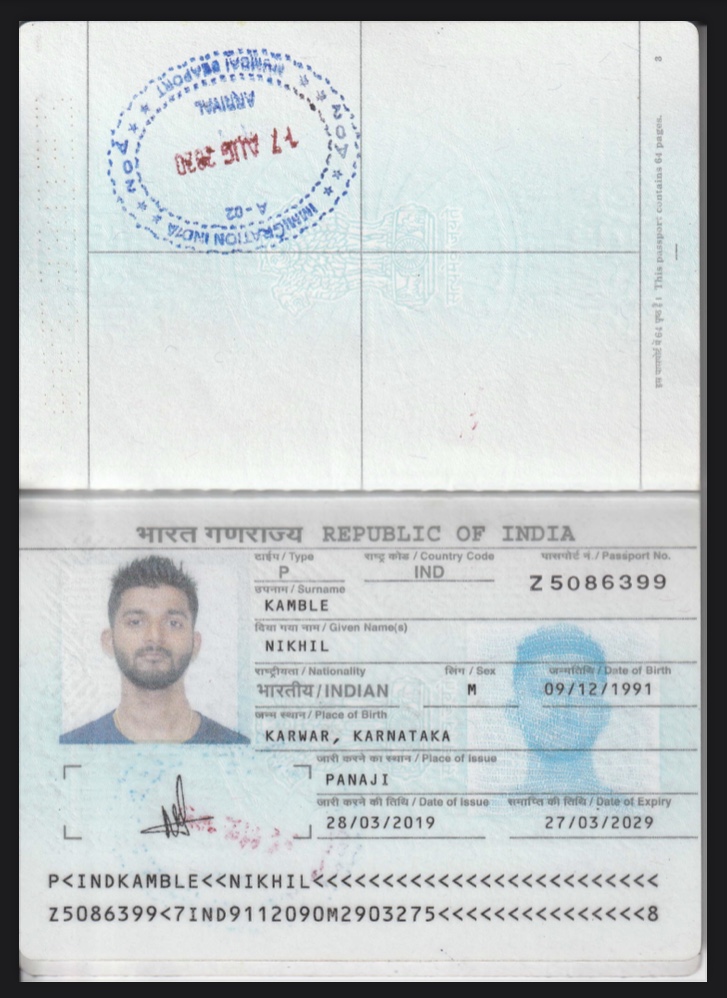 MUMBAI SEAPORT
ARRIVAL
17 AUG 2020
A-02
IMMIGRATION INDIA
3
इस पासपोर्ट में 64 पृष्ठ हैं। This passport contains 64 pages.
भारत गणराज्य REPUBLIC OF INDIA
टाईप / Type राष्ट्र कोड / Country Code पासपोर्ट नं. / Passport No.
P IND Z5086399
उपनाम / Surname
KAMBLE
दिया गया नाम / Given Name(s)
NIKHIL
राष्ट्रीयता / Nationality लिंग / Sex जन्मतिथि / Date of Birth
भारतीय/INDIAN M 09/12/1991
जन्म स्थान / Place of Birth
KARWAR, KARNATAKA
जारी करने का स्थान / Place of Issue
PANAJI
जारी करने की तिथि / Date of Issue समाप्ति की तिथि / Date of Expiry
28/03/2019 27/03/2029
P<INDKAMBLE<<NIKHIL<<<<<<<<<<<<<<<<<<<<<<<<<
Z5086399<7IND9112090M2903275<<<<<<<<<<<<<<<8